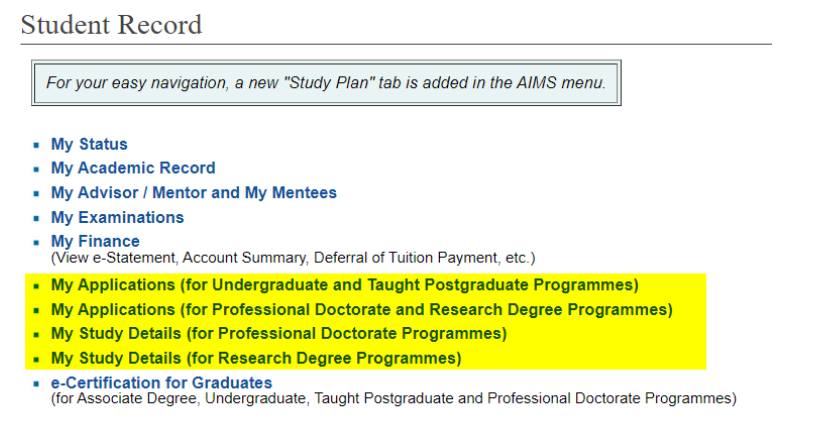 Student Record
For your easy navigation, a new "Study Plan" tab is added in the AIMS menu.
My Status
My Academic Record
My Advisor / Mentor and My Mentees
My Examinations
My Finance
(View e-Statement, Account Summary, Deferral of Tuition Payment, etc.)
My Applications (for Undergraduate and Taught Postgraduate Programmes)
My Applications (for Professional Doctorate and Research Degree Programmes)
My Study Details (for Professional Doctorate Programmes)
My Study Details (for Research Degree Programmes)
e-Certification for Graduates
(for Associate Degree, Undergraduate, Taught Postgraduate and Professional Doctorate Programmes)